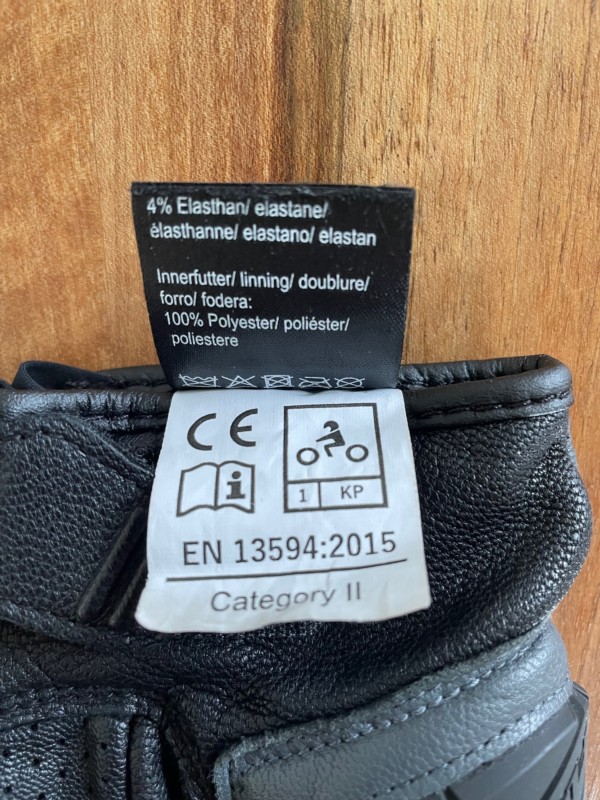 4% Elasthan/ elastane/
élasthanne/ elastano/ elastan
Innerfutter/ linning/ doublure/
forro/ fodera:
100% Polyester/ poliéster/
poliestere
CE
i
1 KP
EN 13594:2015
Category II